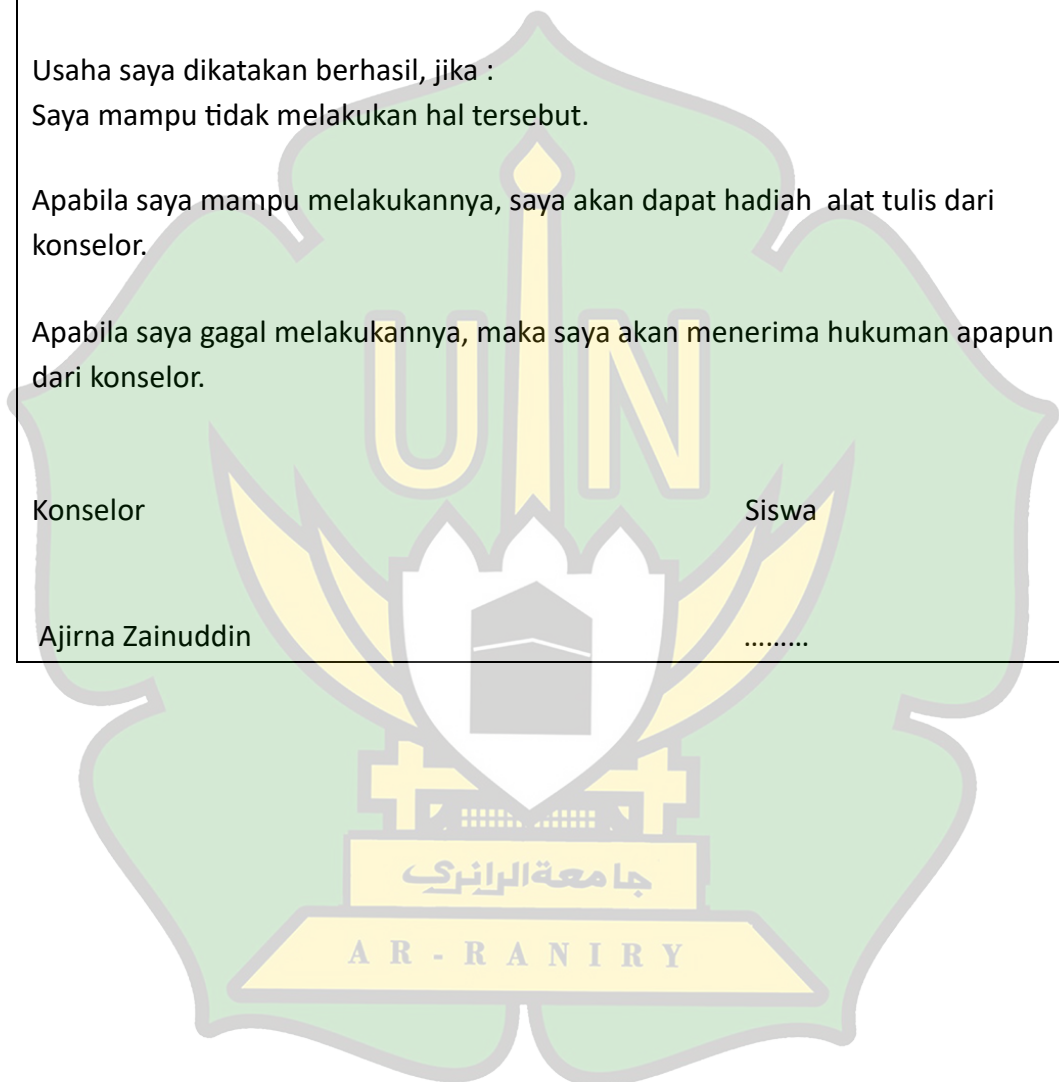 Usaha saya dikatakan berhasil, jika :
Saya mampu tidak melakukan hal tersebut.
Apabila saya mampu melakukannya, saya akan dapat hadiah  alat tulis dari
konselor.
Apabila saya gagal melakukannya, maka saya akan menerima hukuman apapun
dari konselor.
UIN
Konselor Siswa
Ajirna Zainuddin .........
جامعةالرانري
AR-RANIRY